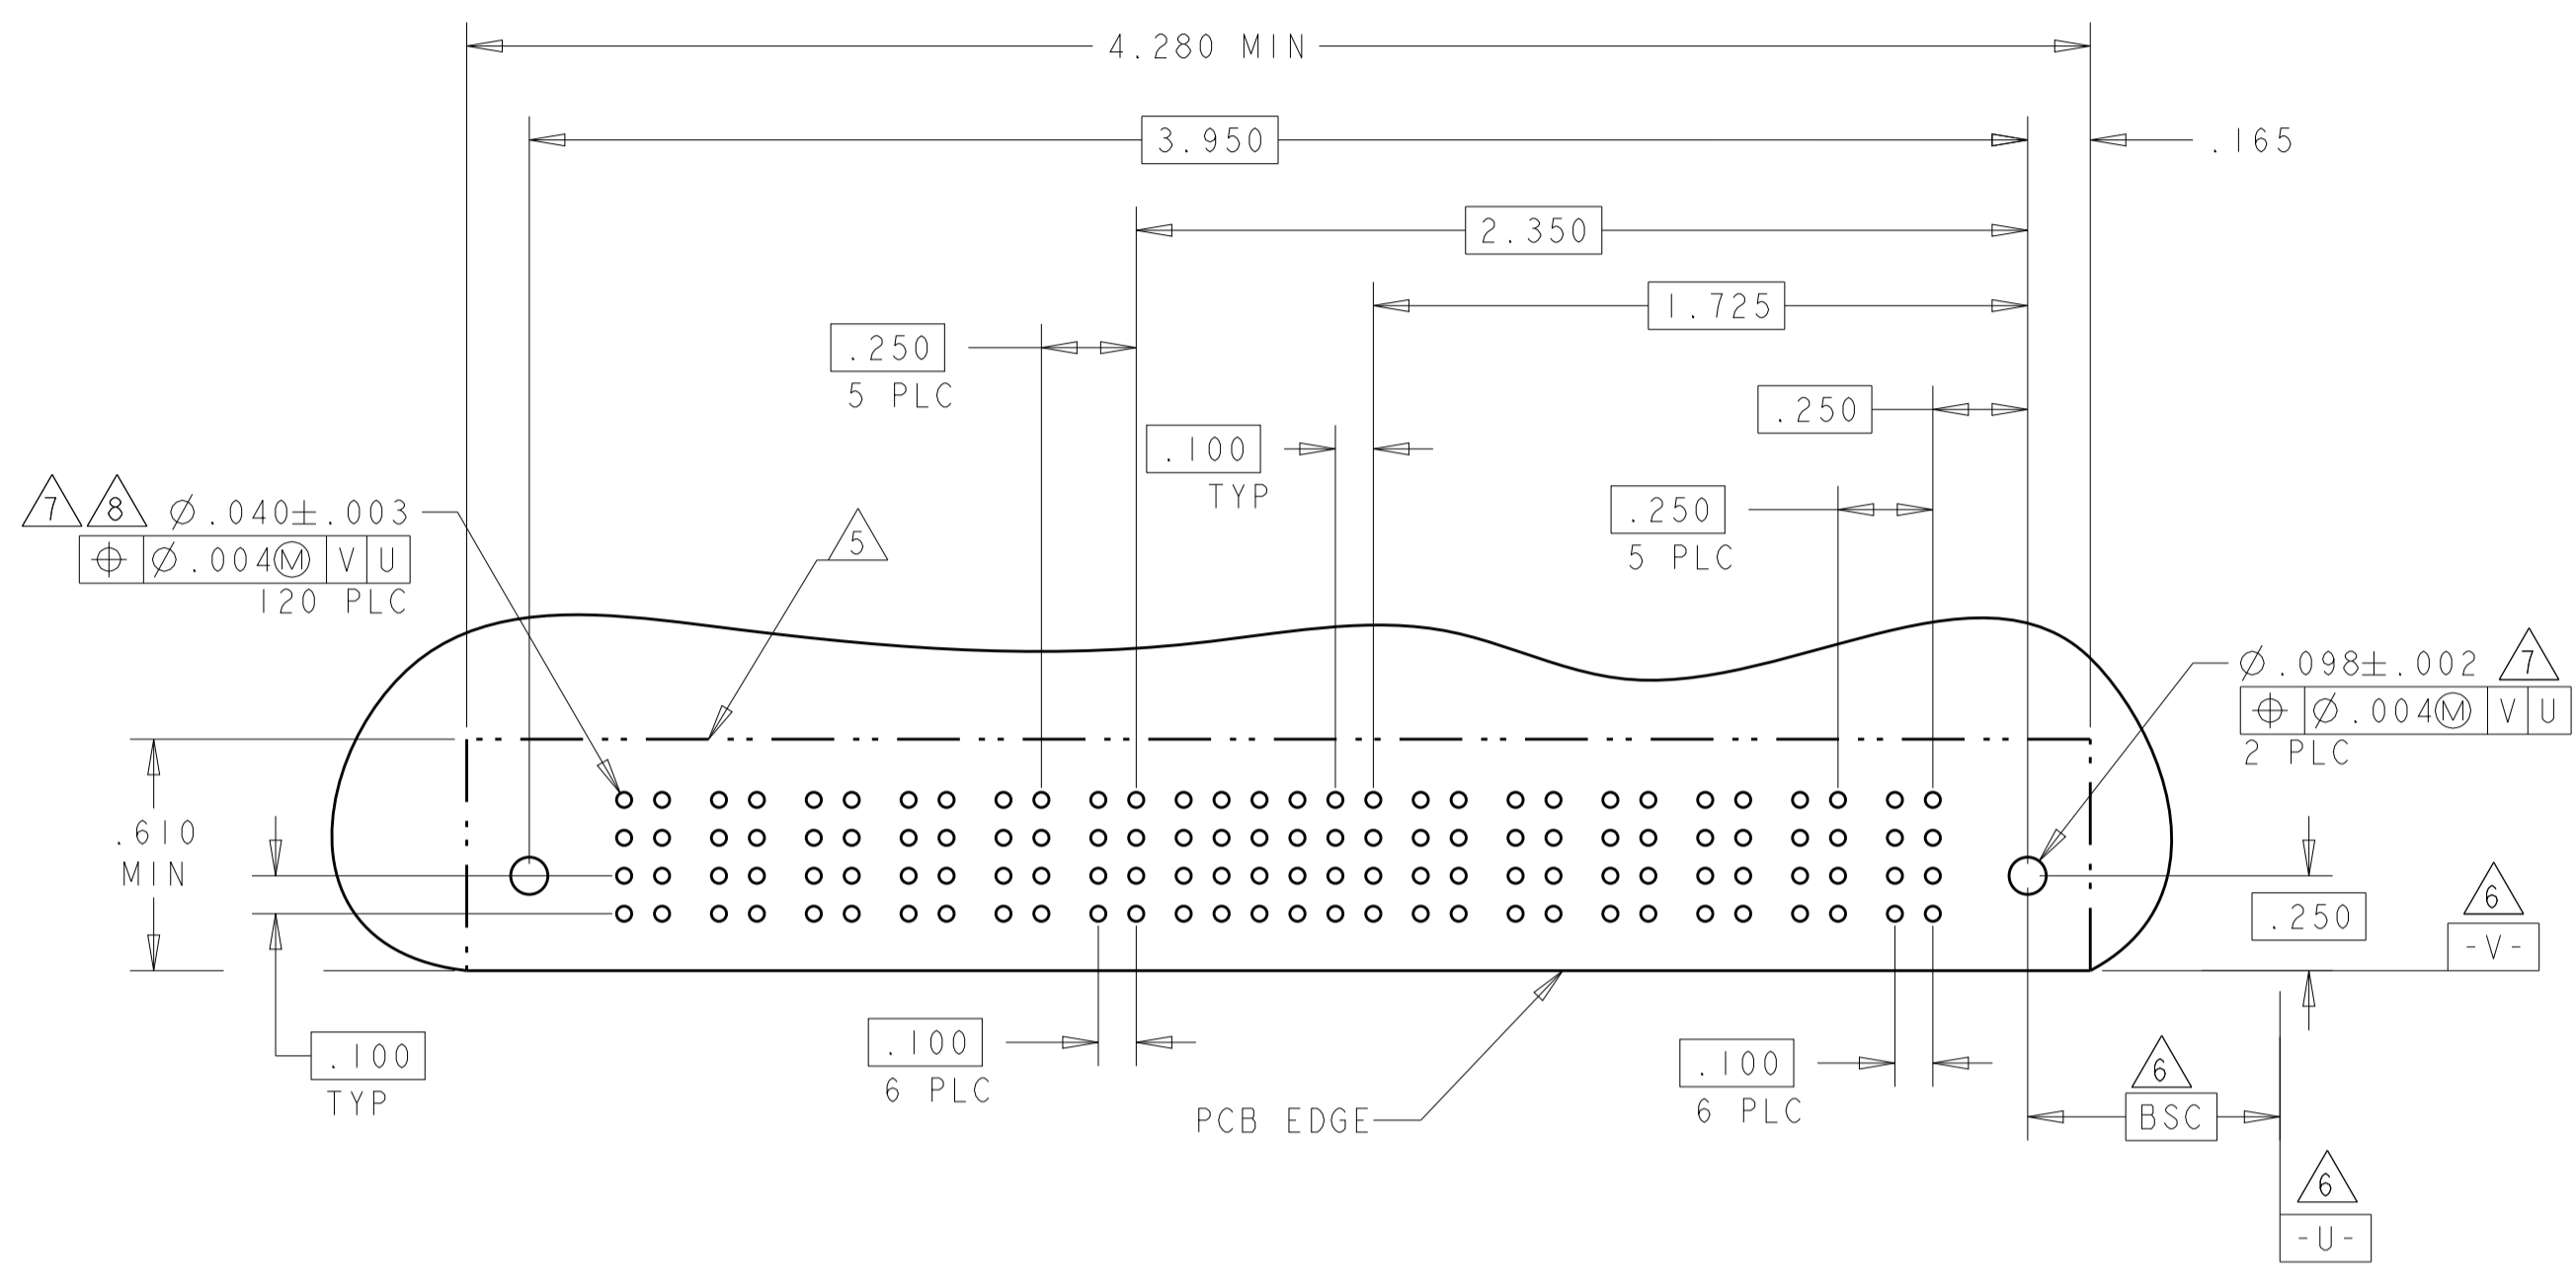 4.280 MIN
3.950
.165
2.350
1.725
.250
5 PLC
.250
.100
TYP
.250
5 PLC
7 8 Ø.040±.003
⌖ Ø.004Ⓜ V U
120 PLC
5
Ø.098±.002 7
⌖ Ø.004Ⓜ V U
2 PLC
.610
MIN
6
.250
-V-
.100
TYP
.100
6 PLC
.100
6 PLC
PCB EDGE
6
BSC
6
-U-